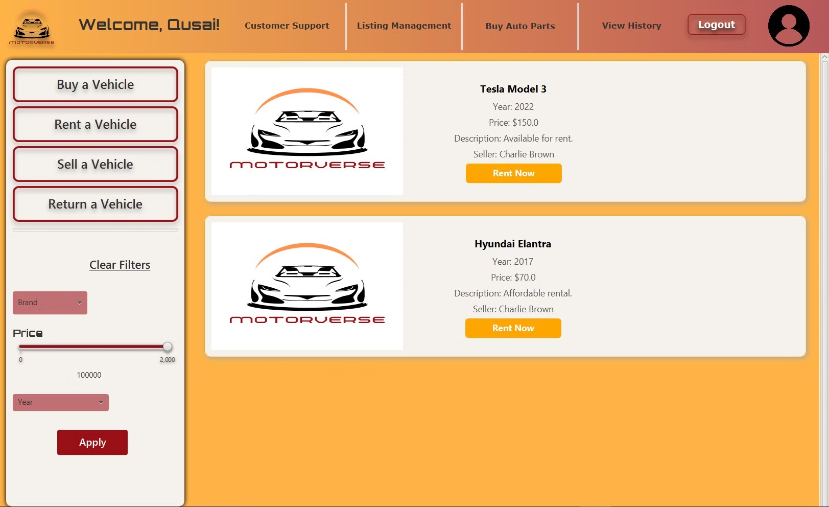 MOTORVERSE
Welcome, Qusai!
Customer Support
Listing Management
Buy Auto Parts
View History
Logout
Buy a Vehicle
Rent a Vehicle
Sell a Vehicle
Return a Vehicle
Clear Filters
Brand
Price
0 2,000
100000
Year
Apply
MOTORVERSE
Tesla Model 3
Year: 2022
Price: $150.0
Description: Available for rent.
Seller: Charlie Brown
Rent Now
MOTORVERSE
Hyundai Elantra
Year: 2017
Price: $70.0
Description: Affordable rental.
Seller: Charlie Brown
Rent Now